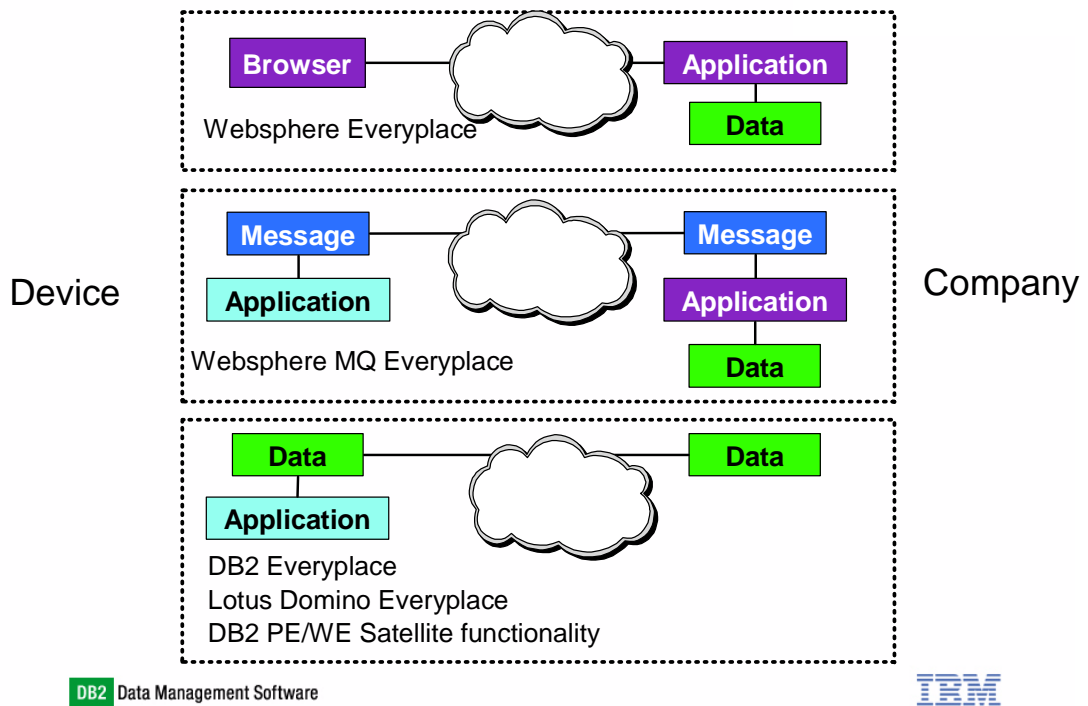 Browser
Application
Data
Websphere Everyplace
Message
Message
Application
Application
Data
Websphere MQ Everyplace
Device
Company
Data
Data
Application
DB2 Everyplace
Lotus Domino Everyplace
DB2 PE/WE Satellite functionality
DB2 Data Management Software
IBM